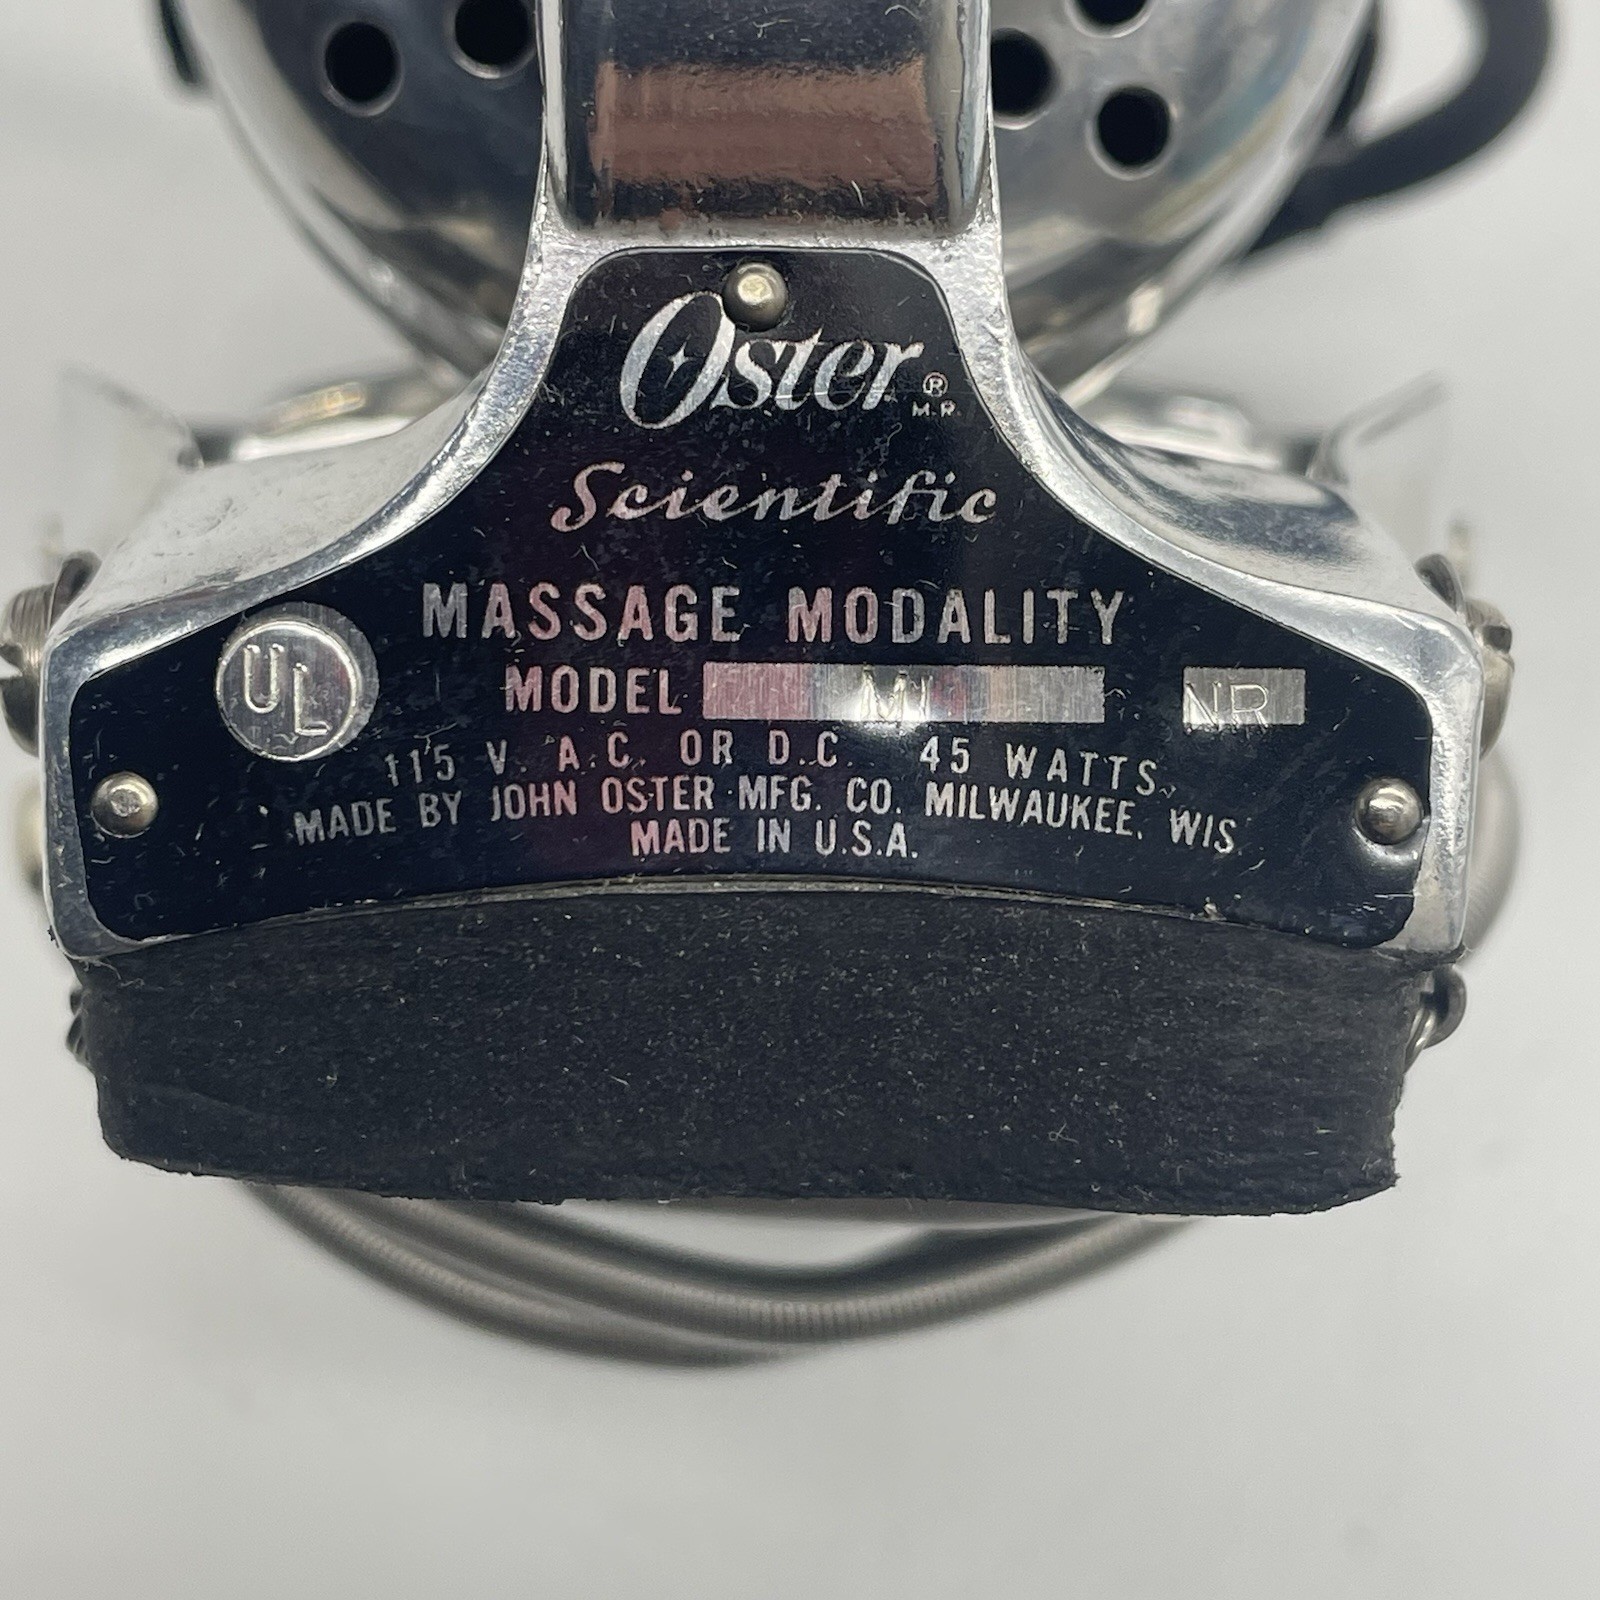 Oster ®
M.R.
Scientific
MASSAGE MODALITY
UL
MODEL M1 NR
115 V. A.C. OR D.C. 45 WATTS.
MADE BY JOHN OSTER MFG. CO. MILWAUKEE. WIS
MADE IN U.S.A.